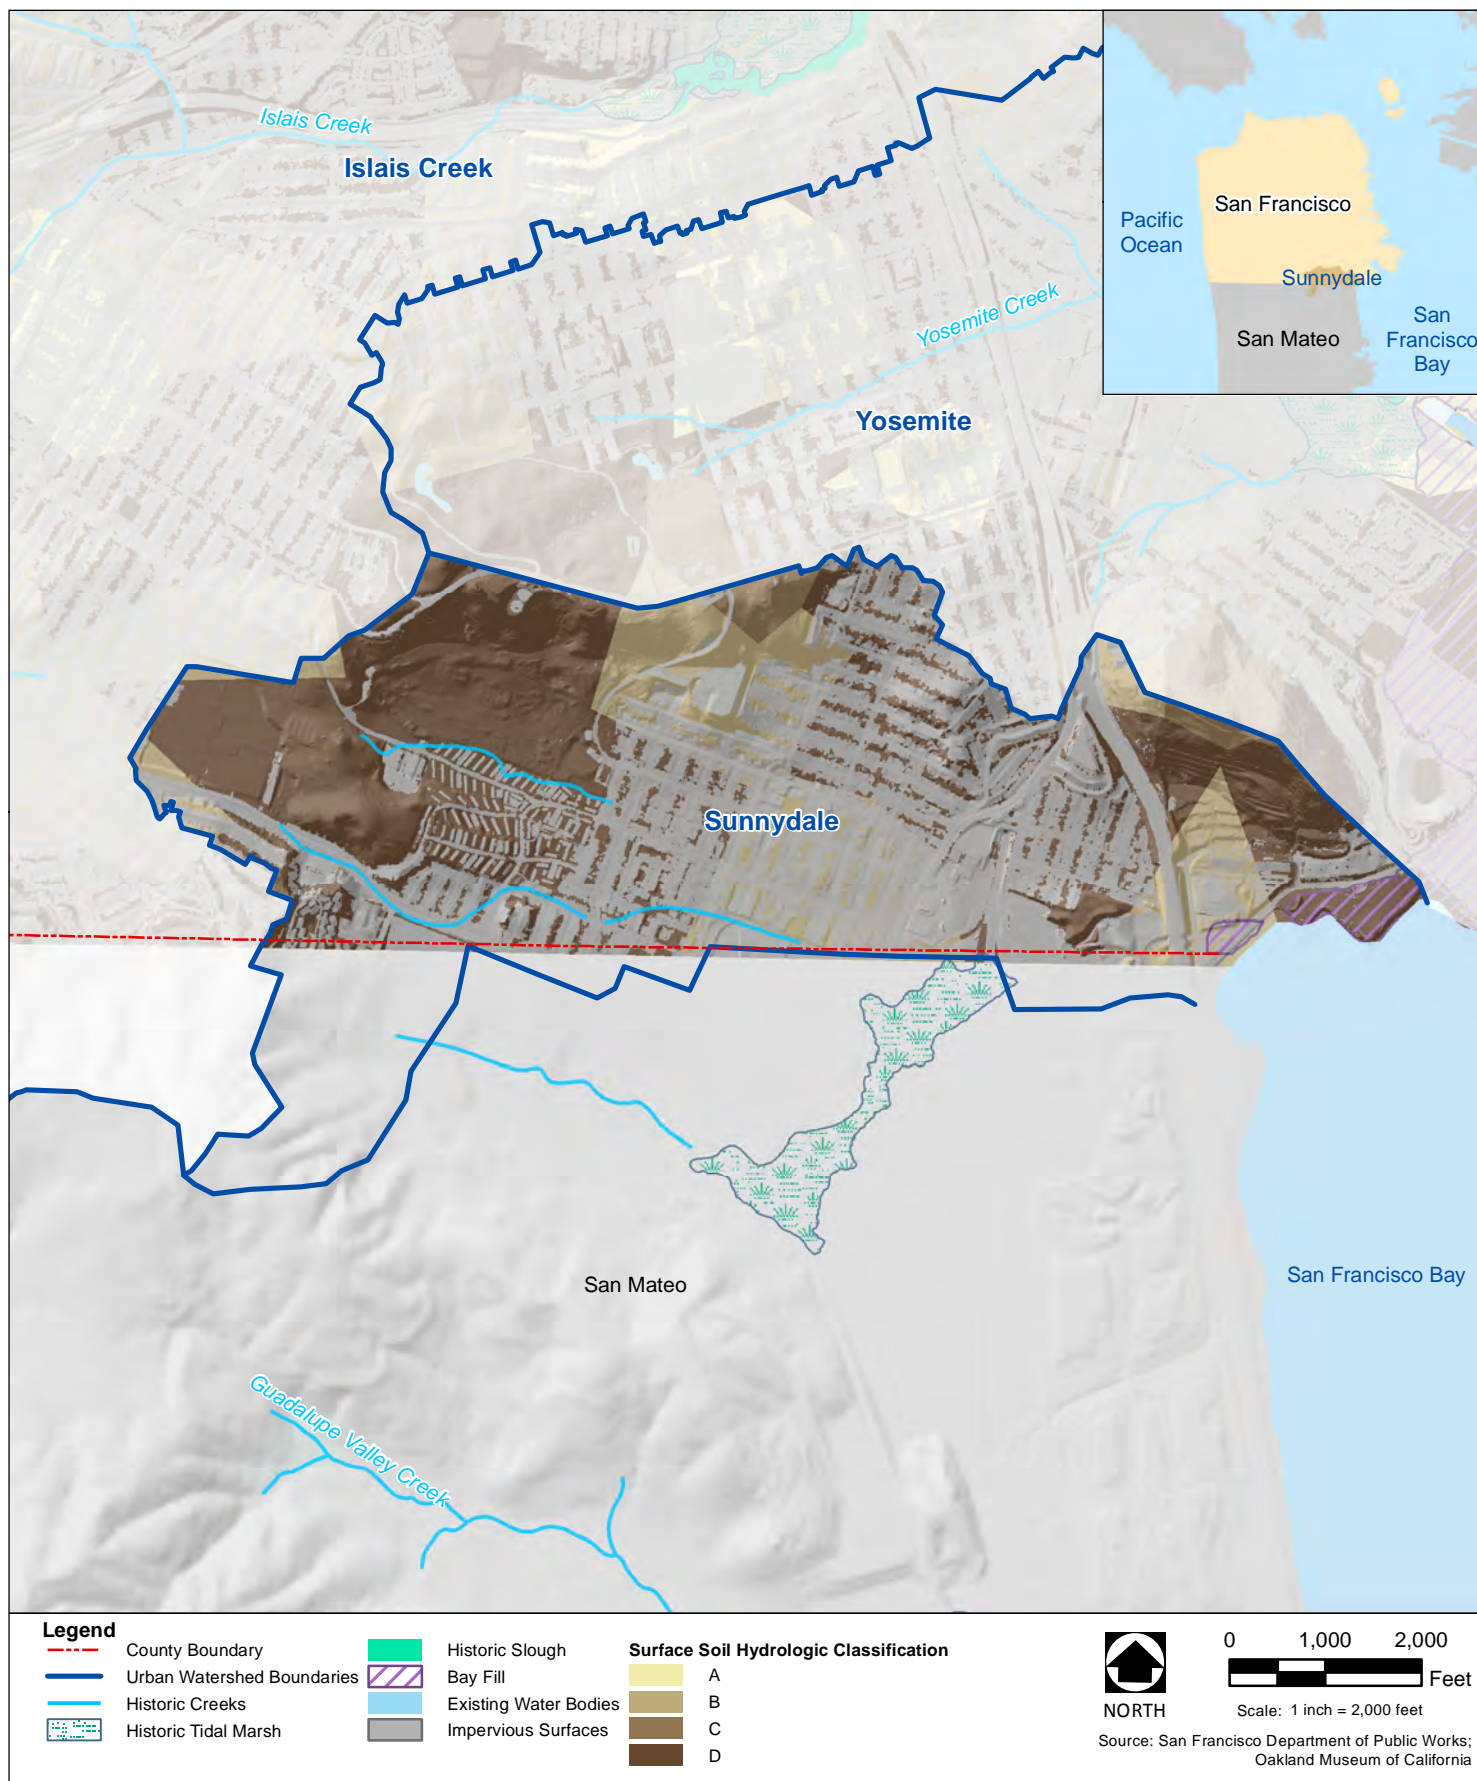 Islais Creek
Islais Creek
San Francisco
Pacific
Ocean
Sunnydale
San
Francisco
Bay
San Mateo
Yosemite Creek
Yosemite
Sunnydale
San Mateo
San Francisco Bay
Guadalupe Valley Creek
Legend
County Boundary
Urban Watershed Boundaries
Historic Creeks
Historic Tidal Marsh
Historic Slough
Bay Fill
Existing Water Bodies
Impervious Surfaces
Surface Soil Hydrologic Classification
A
B
C
D
NORTH
0 1,000 2,000
Feet
Scale: 1 inch = 2,000 feet
Source: San Francisco Department of Public Works;
Oakland Museum of California